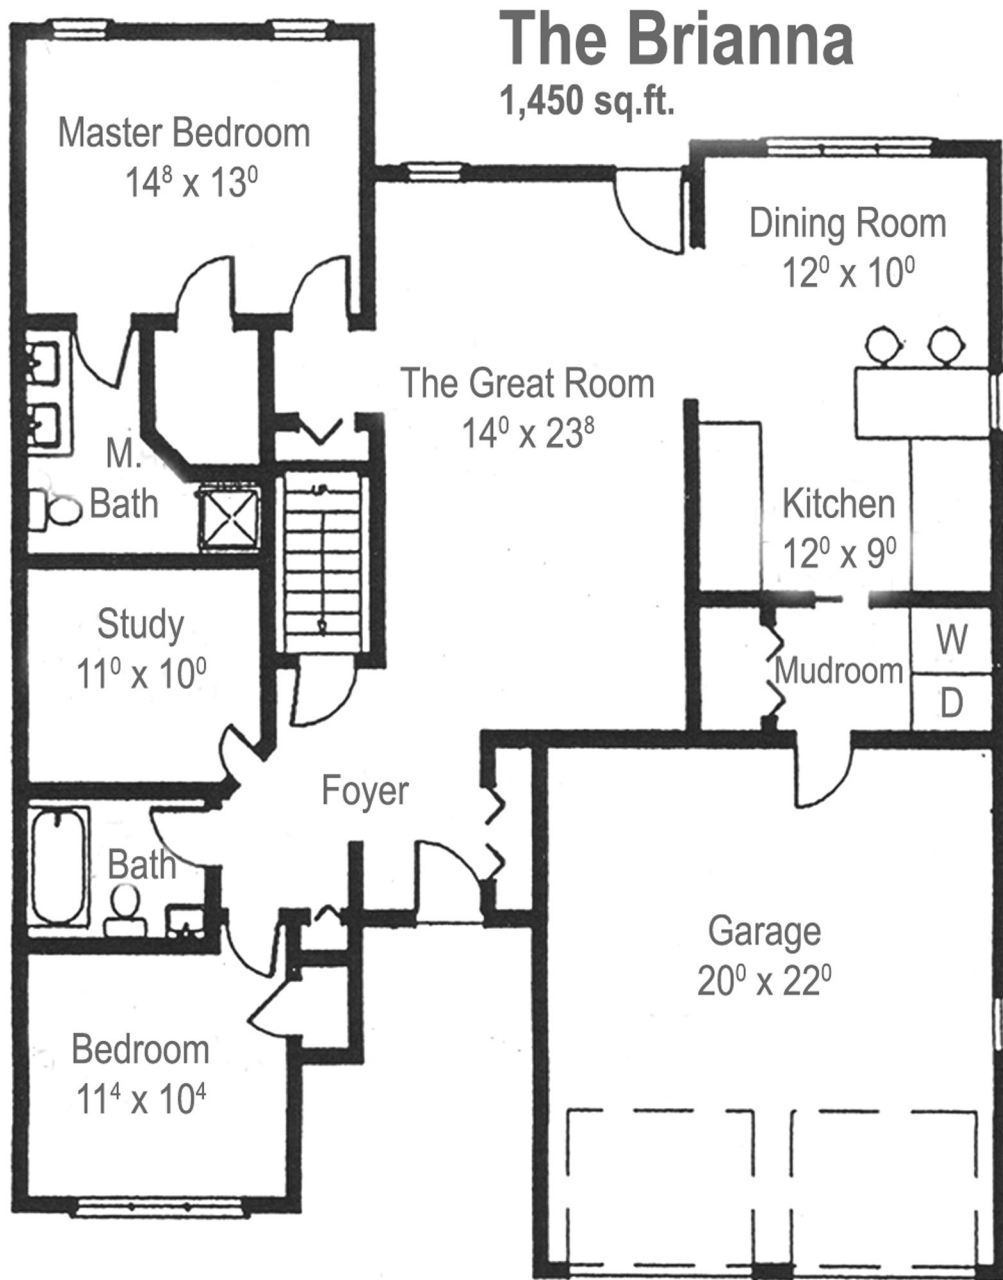 The Brianna
1,450 sq.ft.
Master Bedroom
14⁸ x 13⁰
Dining Room
12⁰ x 10⁰
The Great Room
14⁰ x 23⁸
M.
Bath
UP
Kitchen
12⁰ x 9⁰
Study
11⁰ x 10⁰
W
Mudroom
D
Foyer
Bath
Garage
20⁰ x 22⁰
Bedroom
11⁴ x 10⁴